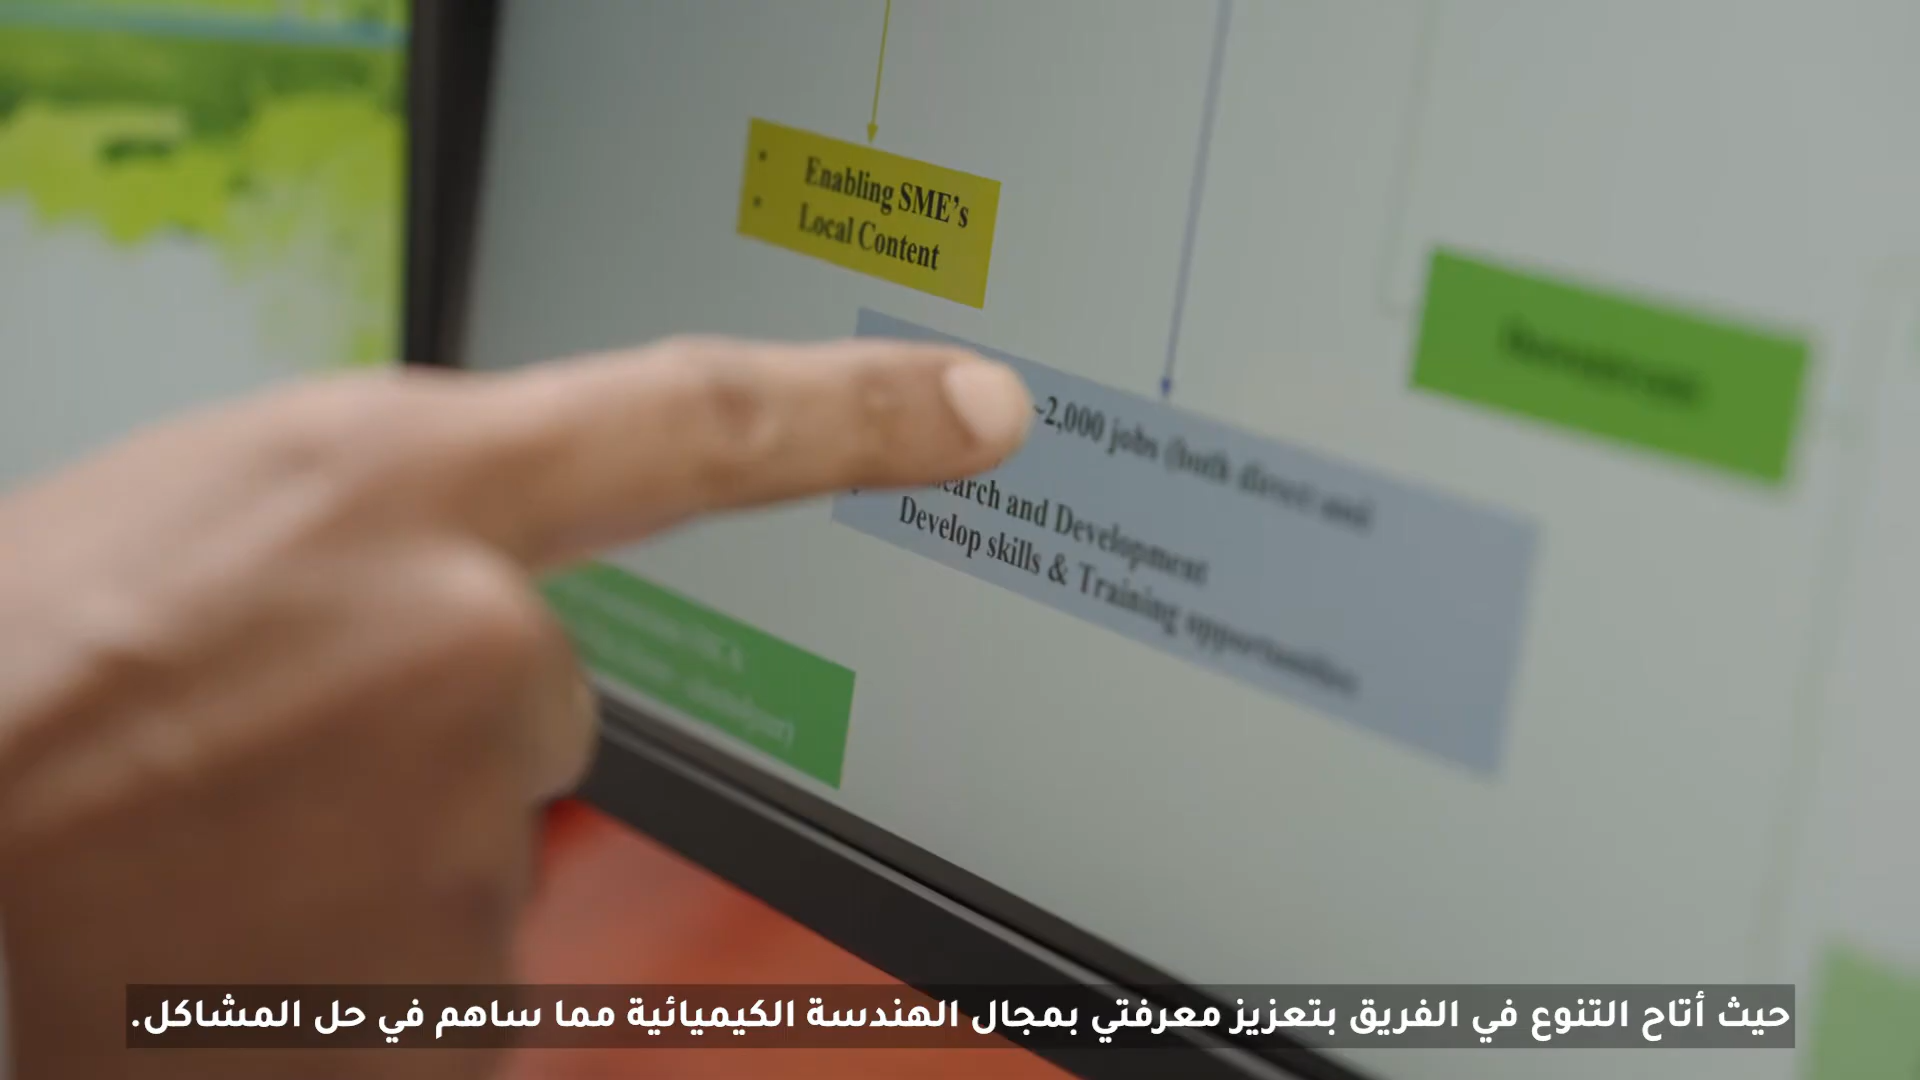 Enabling SME's
Local Content
~2,000 jobs (both direct and
and Development
Develop skills & Training opportunities
حيث أتاح التنوع في الفريق بتعزيز معرفتي بمجال الهندسة الكيميائية مما ساهم في حل المشاكل.